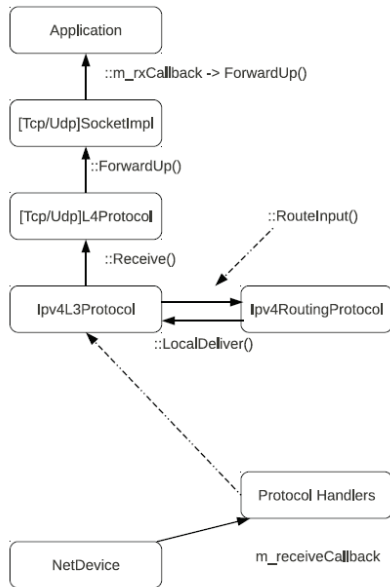 Application
::m_rxCallback -> ForwardUp()
[Tcp/Udp]SocketImpl
::ForwardUp()
[Tcp/Udp]L4Protocol
::RouteInput()
::Receive()
Ipv4L3Protocol
Ipv4RoutingProtocol
::LocalDeliver()
Protocol Handlers
m_receiveCallback
NetDevice